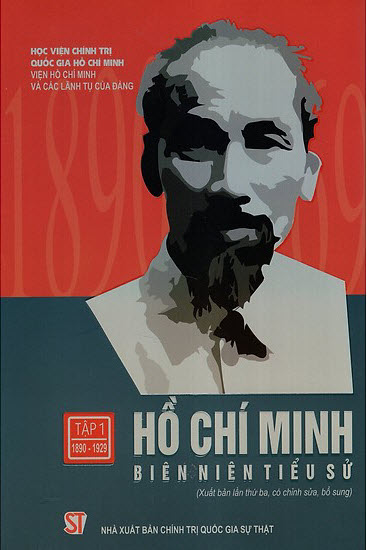 HỌC VIỆN CHÍNH TRỊ
QUỐC GIA HỒ CHÍ MINH
VIỆN HỒ CHÍ MINH
VÀ CÁC LÃNH TỤ CỦA ĐẢNG
1890
69
TẬP 1
1890 - 1929
HỒ CHÍ MINH
BIÊN NIÊN TIỂU SỬ
(Xuất bản lần thứ ba, có chỉnh sửa, bổ sung)
ST
NHÀ XUẤT BẢN CHÍNH TRỊ QUỐC GIA SỰ THẬT